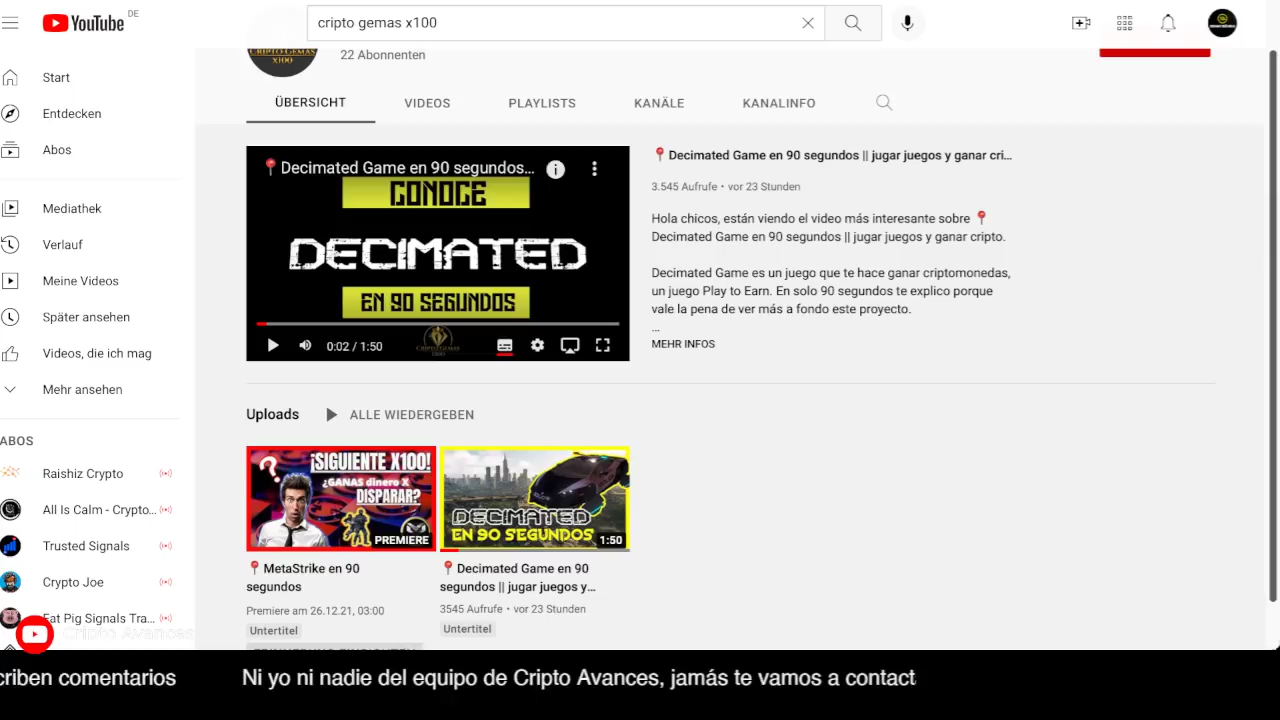 YouTube DE
cripto gemas x100
CRIPTO GEMAS
x100
22 Abonnenten
Start
Entdecken
Abos
Mediathek
Verlauf
Meine Videos
Später ansehen
Videos, die ich mag
Mehr ansehen
ABOS
Raishiz Crypto
All Is Calm - Crypto...
Trusted Signals
Crypto Joe
Fat Pig Signals Tra...
Cripto Avances
ÜBERSICHT
VIDEOS
PLAYLISTS
KANÄLE
KANALINFO
📍Decimated Game en 90 segundos...
CONOCE
DECIMATED
EN 90 SEGUNDOS
0:02 / 1:50
📍Decimated Game en 90 segundos || jugar juegos y ganar cri...
3.545 Aufrufe • vor 23 Stunden
Hola chicos, están viendo el video más interesante sobre 📍
Decimated Game en 90 segundos || jugar juegos y ganar cripto.
Decimated Game es un juego que te hace ganar criptomonedas,
un juego Play to Earn. En solo 90 segundos te explico porque
vale la pena de ver más a fondo este proyecto.
...
MEHR INFOS
Uploads
ALLE WIEDERGEBEN
¡SIGUIENTE X100!
¿GANAS dinero X
DISPARAR?
PREMIERE
📍MetaStrike en 90
segundos
Premiere am 26.12.21, 03:00
Untertitel
DECIMATED
EN 90 SEGUNDOS
1:50
📍Decimated Game en 90
segundos || jugar juegos y...
3545 Aufrufe • vor 23 Stunden
Untertitel
criben comentarios
Ni yo ni nadie del equipo de Cripto Avances, jamás te vamos a contact